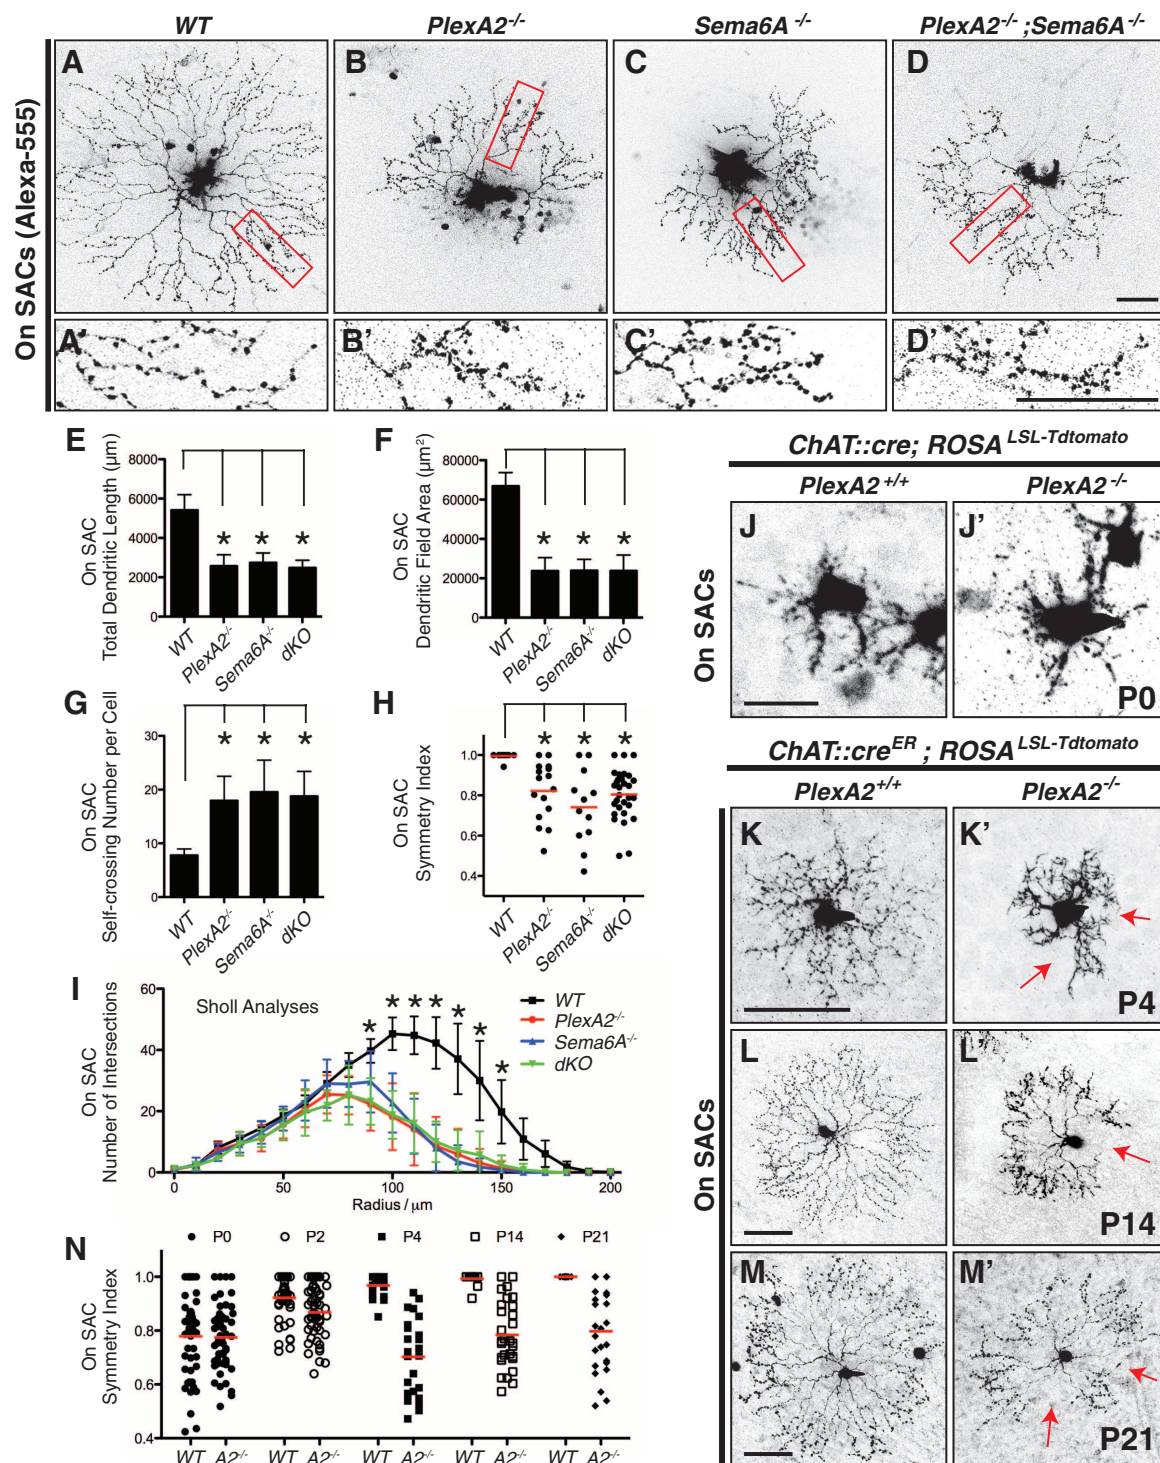 WT
PlexA2-/-
Sema6A-/-
PlexA2-/- ;Sema6A-/-
On SACs (Alexa-555)
A
B
C
D
A'
B'
C'
D'
E
On SAC
Total Dendritic Length (μm)
8000
6000
4000
2000
0
* * *
WT
PlexA2-/-
Sema6A-/-
dKO
F
On SAC
Dendritic Field Area (μm²)
80000
60000
40000
20000
0
* * *
WT
PlexA2-/-
Sema6A-/-
dKO
G
On SAC
Self-crossing Number per Cell
30
20
10
0
* * *
WT
PlexA2-/-
Sema6A-/-
dKO
H
On SAC
Symmetry Index
1.0
0.8
0.6
0.4
* * *
WT
PlexA2-/-
Sema6A-/-
dKO
I
Sholl Analyses
On SAC
Number of Intersections
60
40
20
0
* * * * * * *
WT
PlexA2-/-
Sema6A-/-
dKO
0 50 100 150 200
Radius / μm
ChAT::cre; ROSA LSL-Tdtomato
PlexA2+/+
PlexA2-/-
On SACs
J
J'
P0
ChAT::creER ; ROSA LSL-Tdtomato
PlexA2+/+
PlexA2-/-
On SACs
K
K'
P4
L
L'
P14
M
M'
P21
N
P0 P2 P4 P14 P21
On SAC
Symmetry Index
1.0
0.8
0.6
0.4
WT A2-/- WT A2-/- WT A2-/- WT A2-/- WT A2-/-